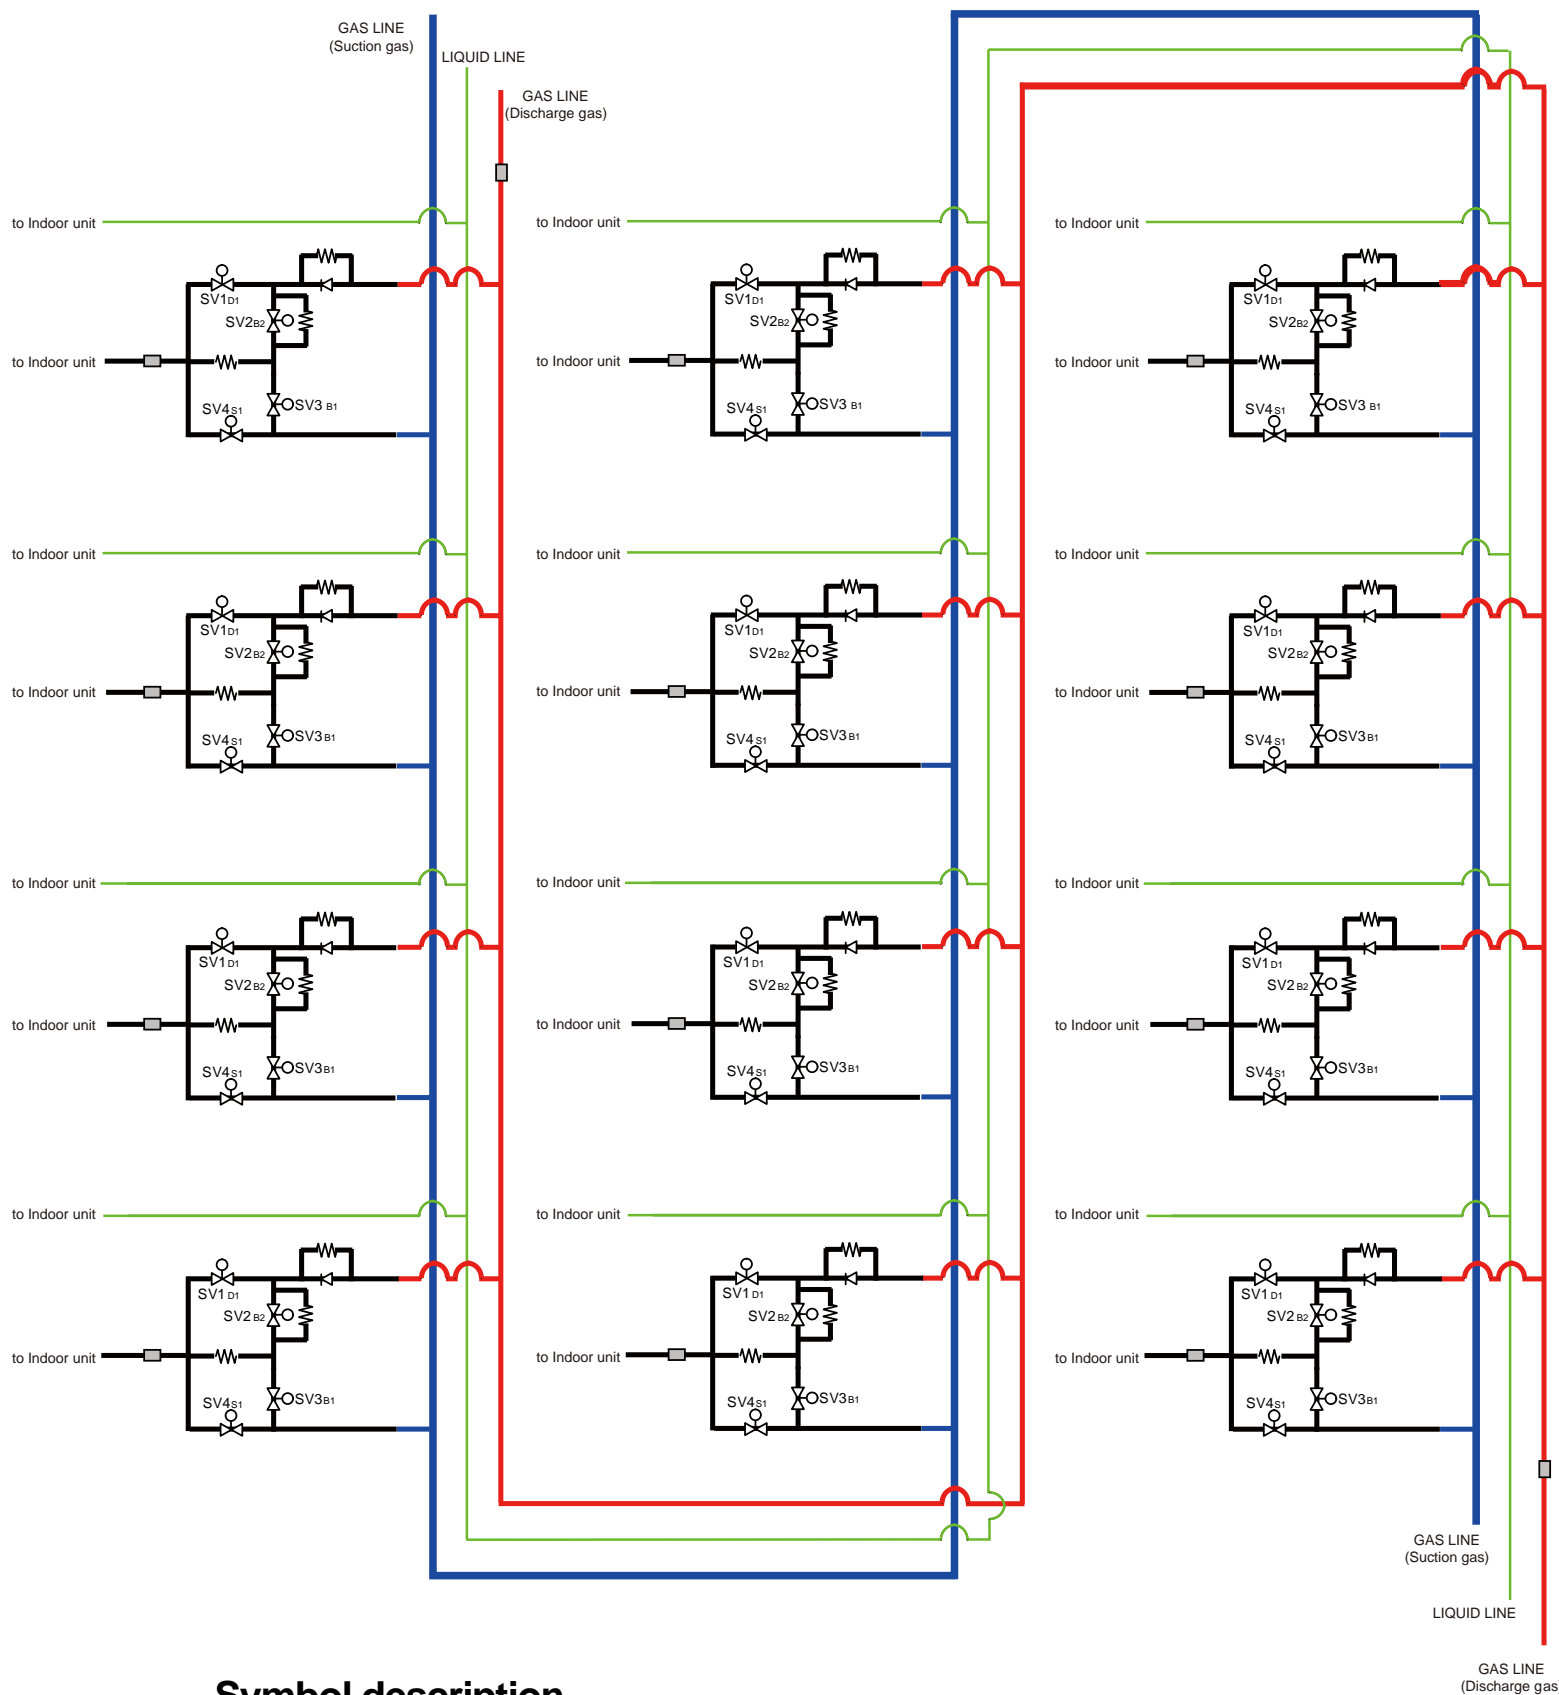 GAS LINE
(Suction gas)
LIQUID LINE
GAS LINE
(Discharge gas)
to Indoor unit
SV1D1
SV2B2
to Indoor unit
SV4S1
SV3 B1
to Indoor unit
SV1D1
SV2B2
to Indoor unit
SV4S1
SV3 B1
to Indoor unit
SV1D1
SV2B2
to Indoor unit
SV4S1
SV3 B1
to Indoor unit
SV1D1
SV2B2
to Indoor unit
SV4S1
SV3B1
to Indoor unit
SV1D1
SV2B2
to Indoor unit
SV4S1
SV3B1
to Indoor unit
SV1D1
SV2B2
to Indoor unit
SV4S1
SV3B1
to Indoor unit
SV1D1
SV2B2
to Indoor unit
SV4S1
SV3B1
to Indoor unit
SV1D1
SV2B2
to Indoor unit
SV4S1
SV3B1
to Indoor unit
SV1D1
SV2B2
to Indoor unit
SV4S1
SV3B1
to Indoor unit
SV1D1
SV2B2
to Indoor unit
SV4S1
SV3B1
to Indoor unit
SV1D1
SV2B2
to Indoor unit
SV4S1
SV3B1
to Indoor unit
SV1D1
SV2B2
to Indoor unit
SV4S1
SV3B1
GAS LINE
(Suction gas)
LIQUID LINE
GAS LINE
(Discharge gas
Symbol description